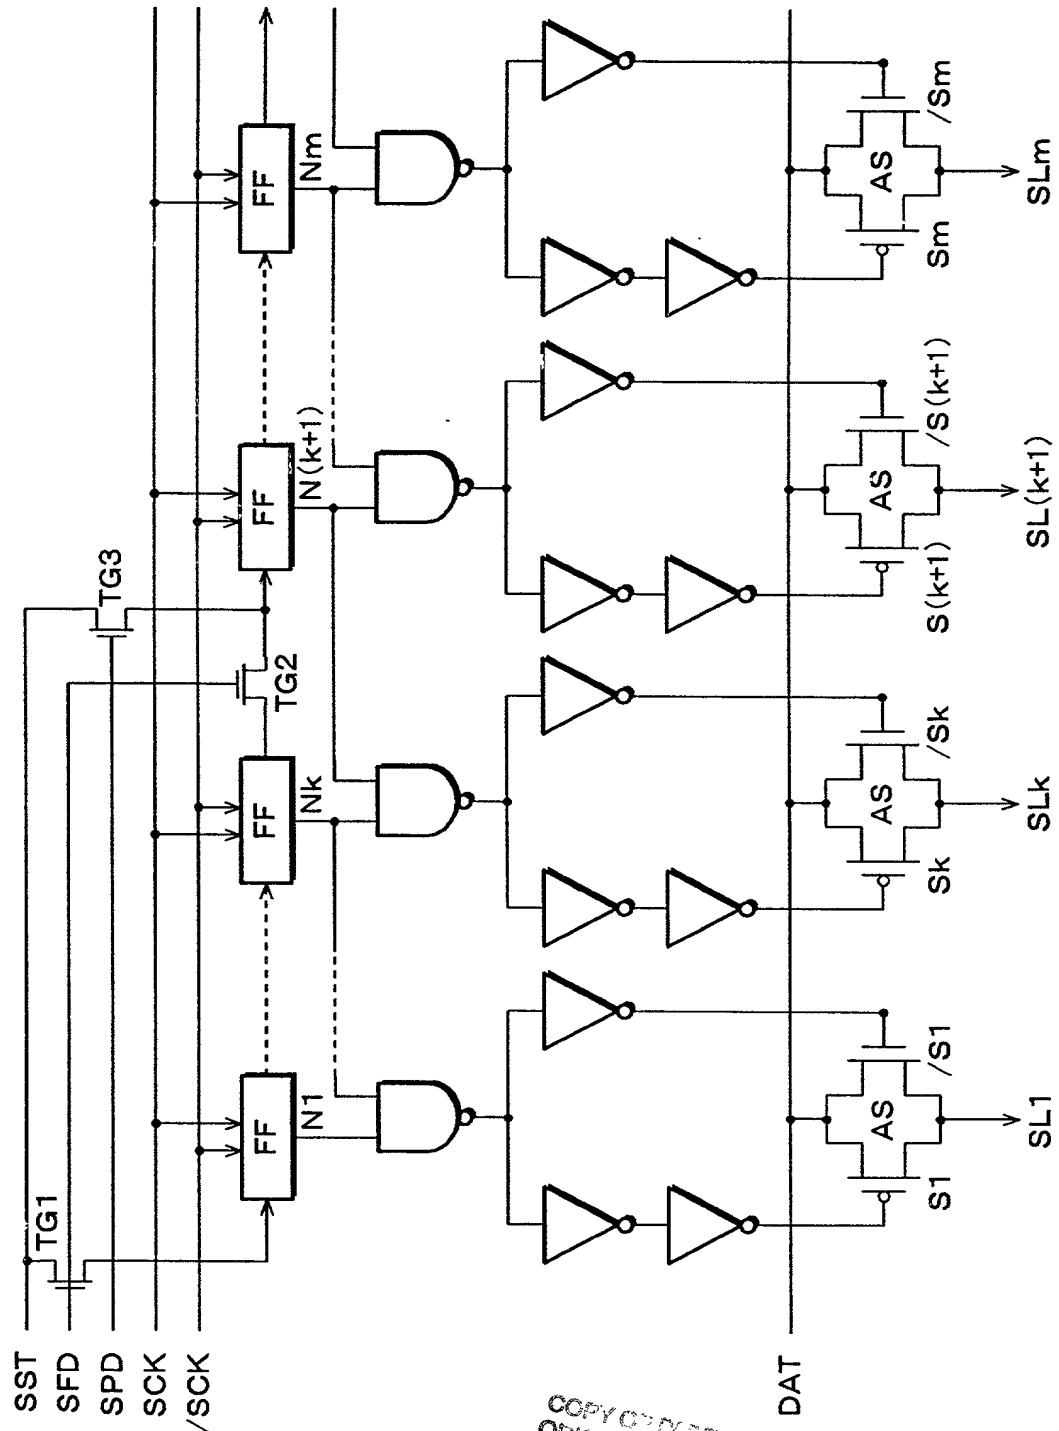 SST
SFD
SPD
SCK
/SCK
DAT
TG1
TG2
TG3
FF
FF
FF
FF
N1
Nk
N(k+1)
Nm
AS
AS
AS
AS
S1
/S1
Sk
/Sk
S(k+1)
/S(k+1)
Sm
/Sm
SL1
SLk
SL(k+1)
SLm
COPY